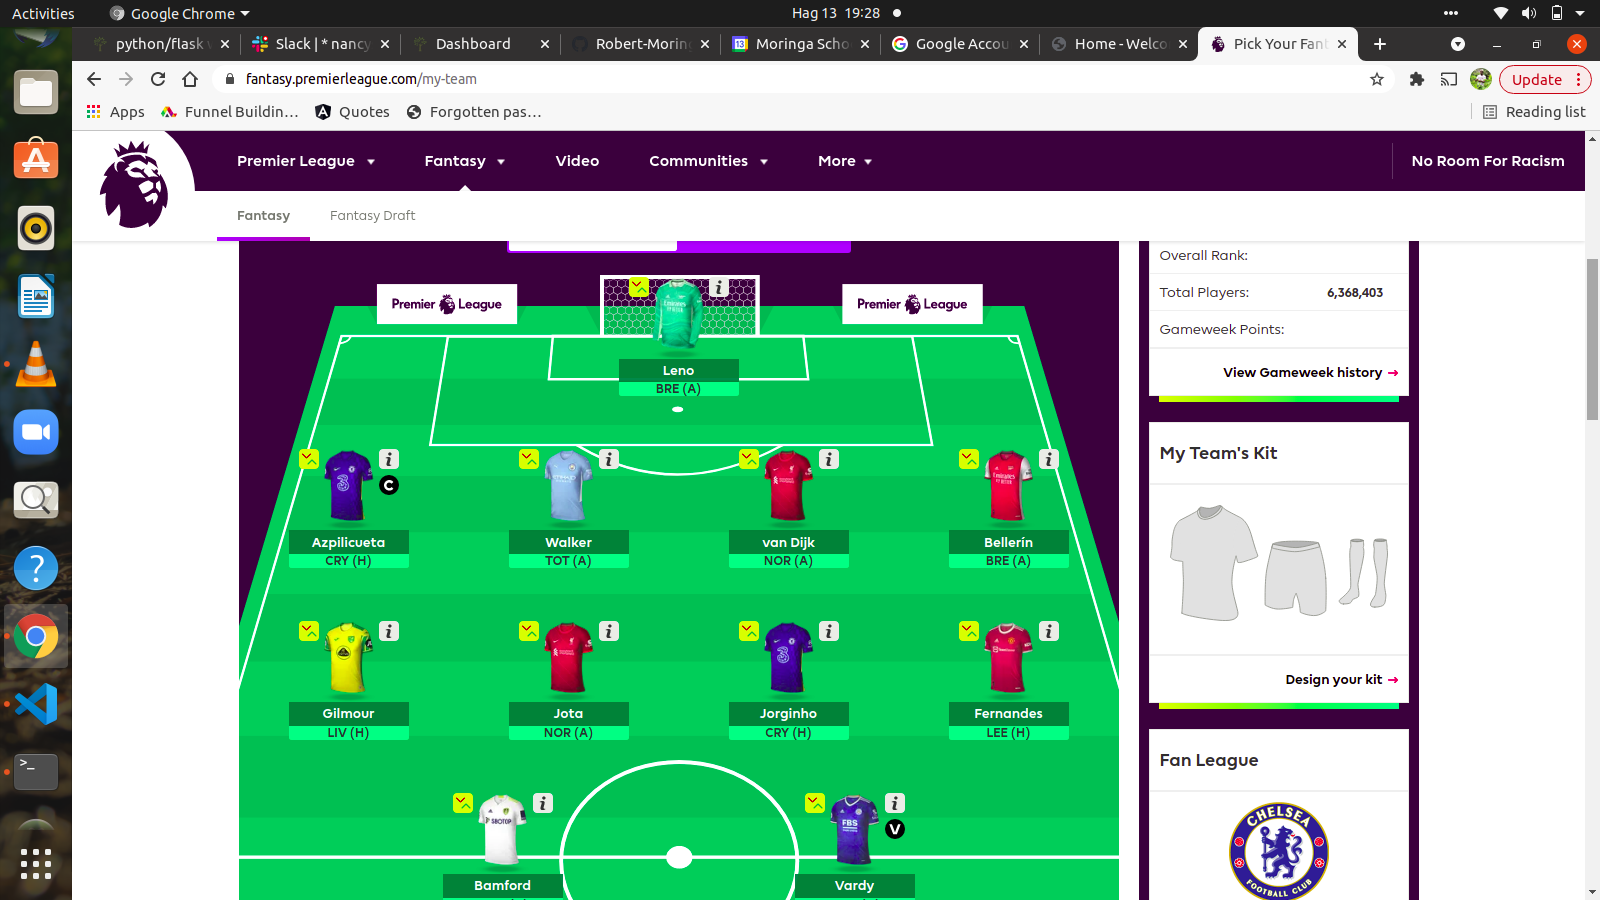 Activities Google Chrome Hag 13 19:28
python/flask w Slack | * nancy Dashboard Robert-Moring Moringa Scho Google Accou Home - Welco Pick Your Fant
fantasy.premierleague.com/my-team Update
Apps Funnel Buildin... Quotes Forgotten pas... Reading list
Premier League Fantasy Video Communities More No Room For Racism
Fantasy Fantasy Draft
Overall Rank:
Total Players: 6,368,403
Gameweek Points:
View Gameweek history →
Premier League Premier League
Leno
BRE (A)
C
Azpilicueta Walker van Dijk Bellerín
CRY (H) TOT (A) NOR (A) BRE (A)
Gilmour Jota Jorginho Fernandes
LIV (H) NOR (A) CRY (H) LEE (H)
V
Bamford Vardy
My Team's Kit
Design your kit →
Fan League
CHELSEA
FOOTBALL CLUB